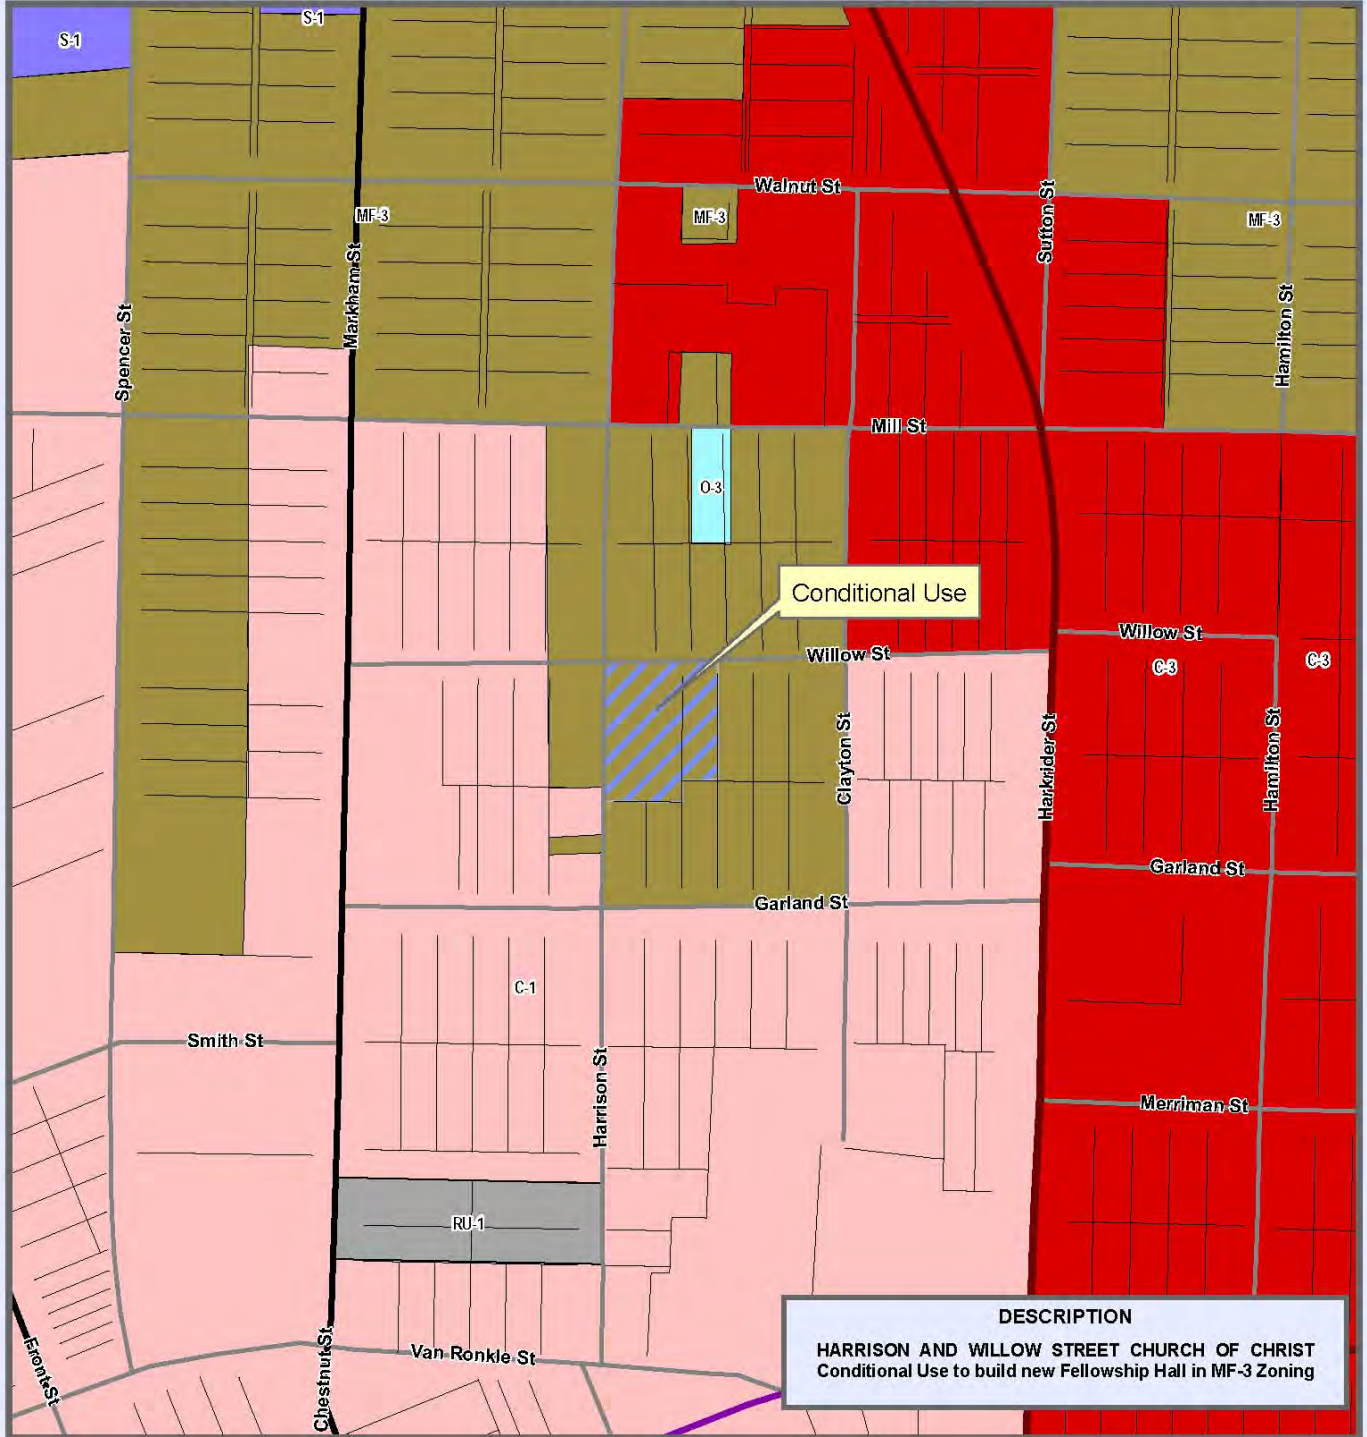 S-1
S-1
Walnut St
MF-3
MF-3
MF-3
Sutton St
Markham St
Spencer St
Hamilton St
Mill St
O-3
Conditional Use
Willow St
Willow St
C-3
C-3
Clayton St
Harkrider St
Hamilton St
Garland St
Garland St
C-1
Smith St
Harrison St
Merriman St
RU-1
Front St
Chestnut St
Van Ronkle St
DESCRIPTION
HARRISON AND WILLOW STREET CHURCH OF CHRIST
Conditional Use to build new Fellowship Hall in MF-3 Zoning